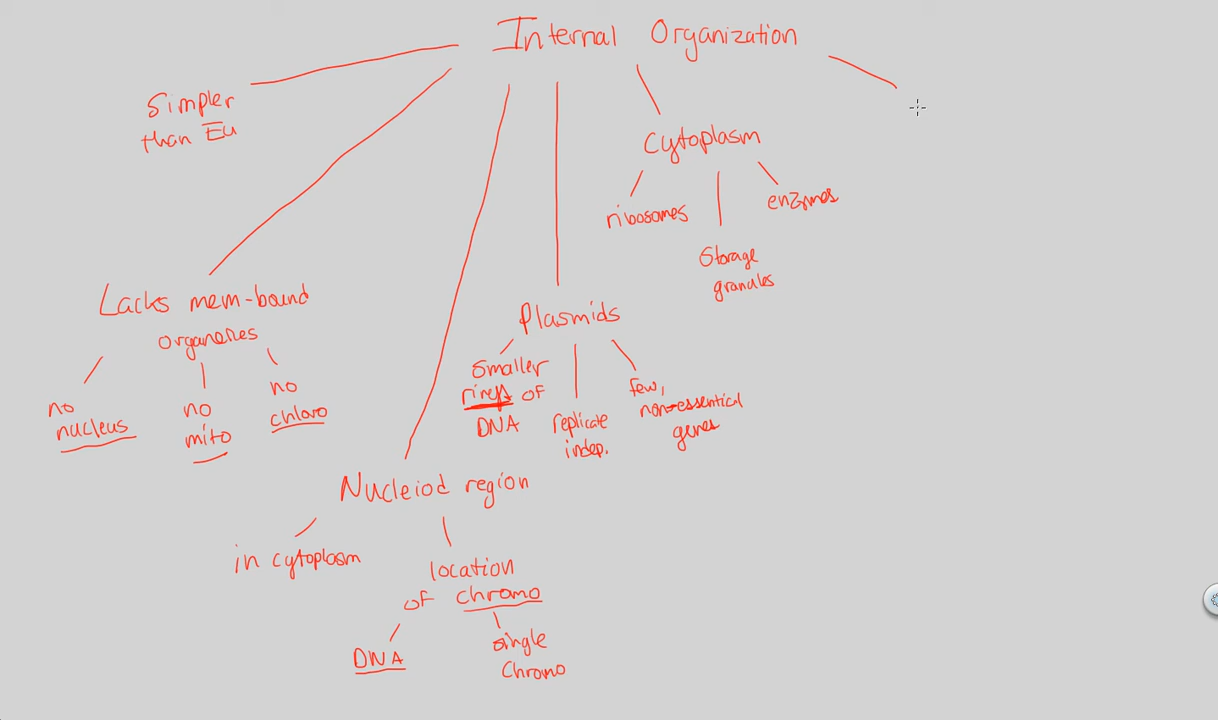 Internal Organization
Simpler
than Eu
Lacks mem-bound
organelles
no
nucleus
no
mito
no
chloro
Nucleiod region
in cytoplasm
location
of chromo
DNA
single
chromo
Plasmids
smaller
rings of
DNA
replicate
indep.
few,
non-essential
genes
Cytoplasm
ribosomes
Storage
granules
enzymes